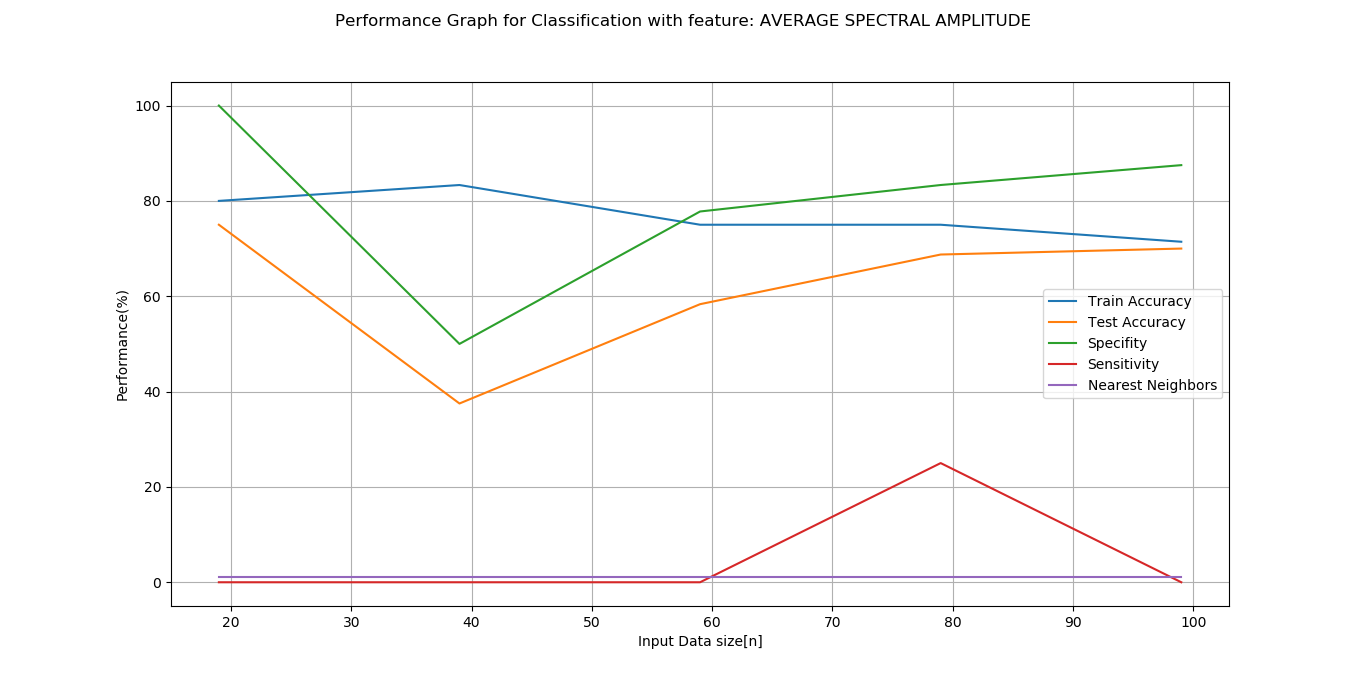 Performance Graph for Classification with feature: AVERAGE SPECTRAL AMPLITUDE
100
80
60
40
20
0
Performance(%)
Train Accuracy
Test Accuracy
Specifity
Sensitivity
Nearest Neighbors
20 30 40 50 60 70 80 90 100
Input Data size[n]